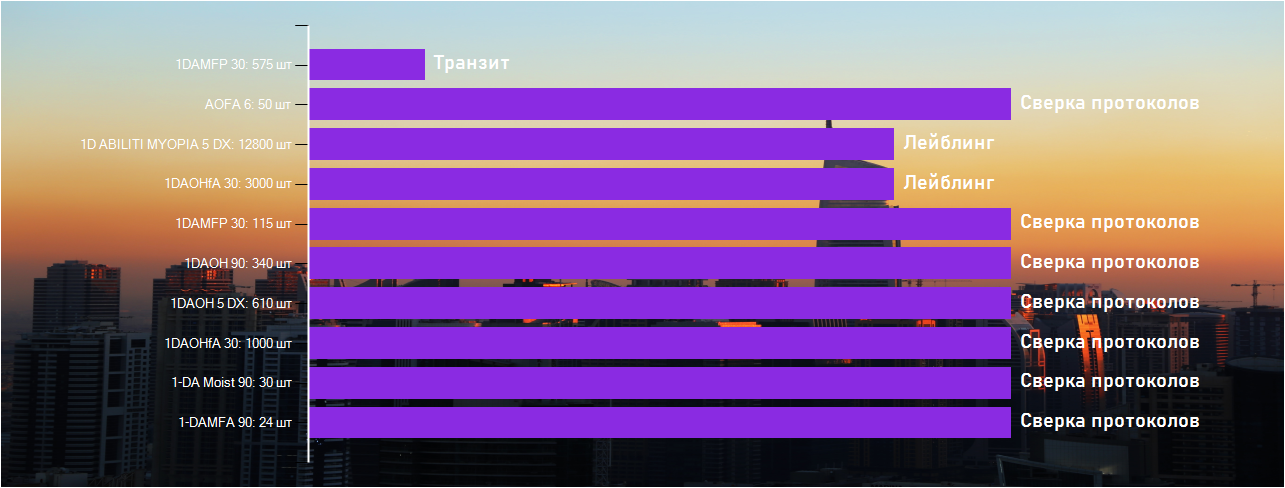 1DAMFP 30: 575 шт Транзит
AOFA 6: 50 шт Сверка протоколов
1D ABILITI MYOPIA 5 DX: 12800 шт Лейблинг
1DAOHfA 30: 3000 шт Лейблинг
1DAMFP 30: 115 шт Сверка протоколов
1DAOH 90: 340 шт Сверка протоколов
1DAOH 5 DX: 610 шт Сверка протоколов
1DAOHfA 30: 1000 шт Сверка протоколов
1-DA Moist 90: 30 шт Сверка протоколов
1-DAMFA 90: 24 шт Сверка протоколов